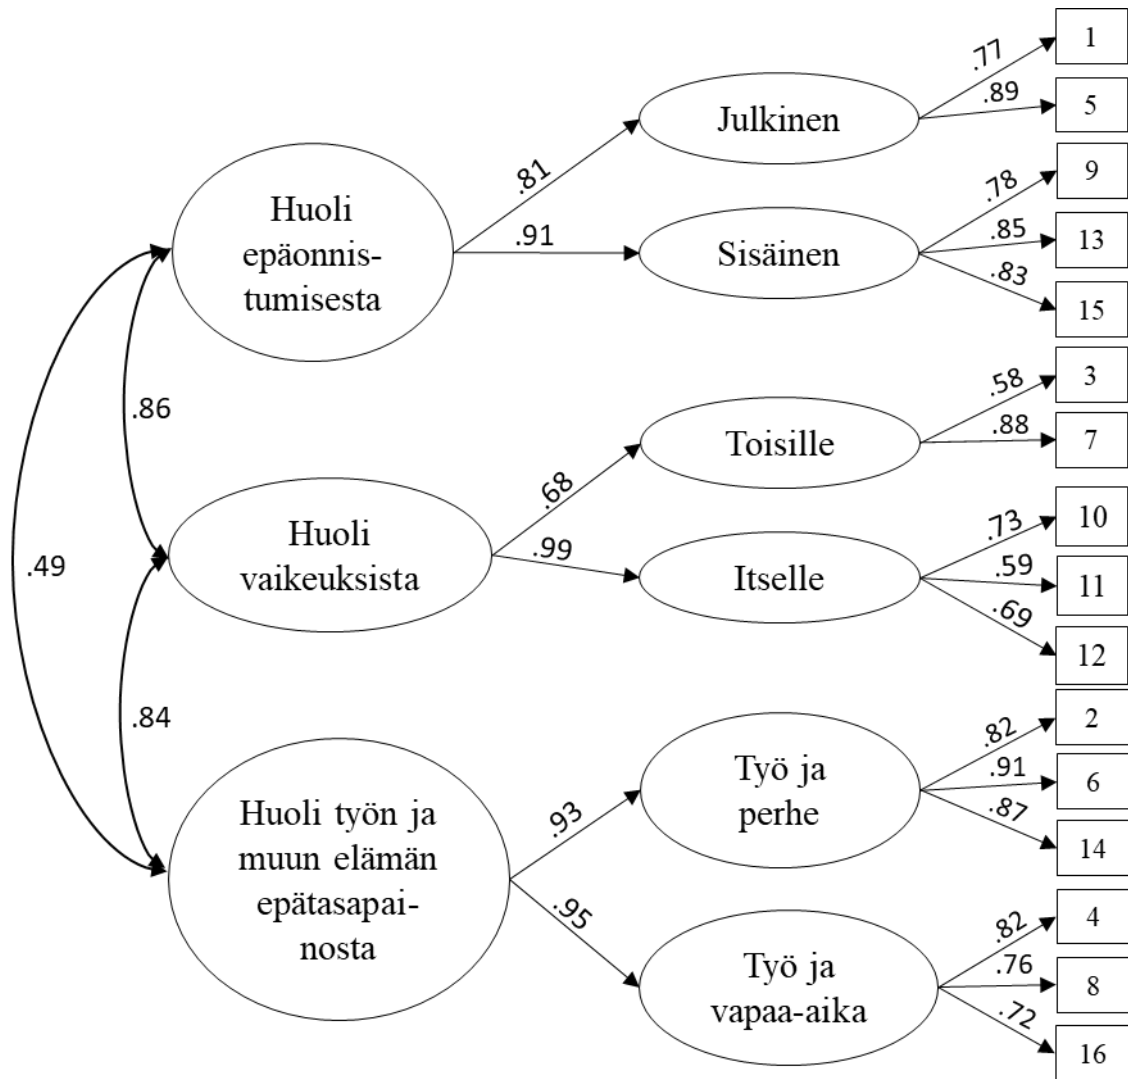 .77
1
.89
5
Julkinen
.81
Huoli
epäonnis-
tumisesta
.91
Sisäinen
.78
9
.85
13
.83
15
.86
.58
3
.88
7
Toisille
.68
Huoli
vaikeuksista
.99
Itselle
.73
10
.59
11
.69
12
.49
.84
.82
2
.91
6
.87
14
Työ ja
perhe
.93
Huoli työn ja
muun elämän
epätasapai-
nosta
.95
Työ ja
vapaa-aika
.82
4
.76
8
.72
16